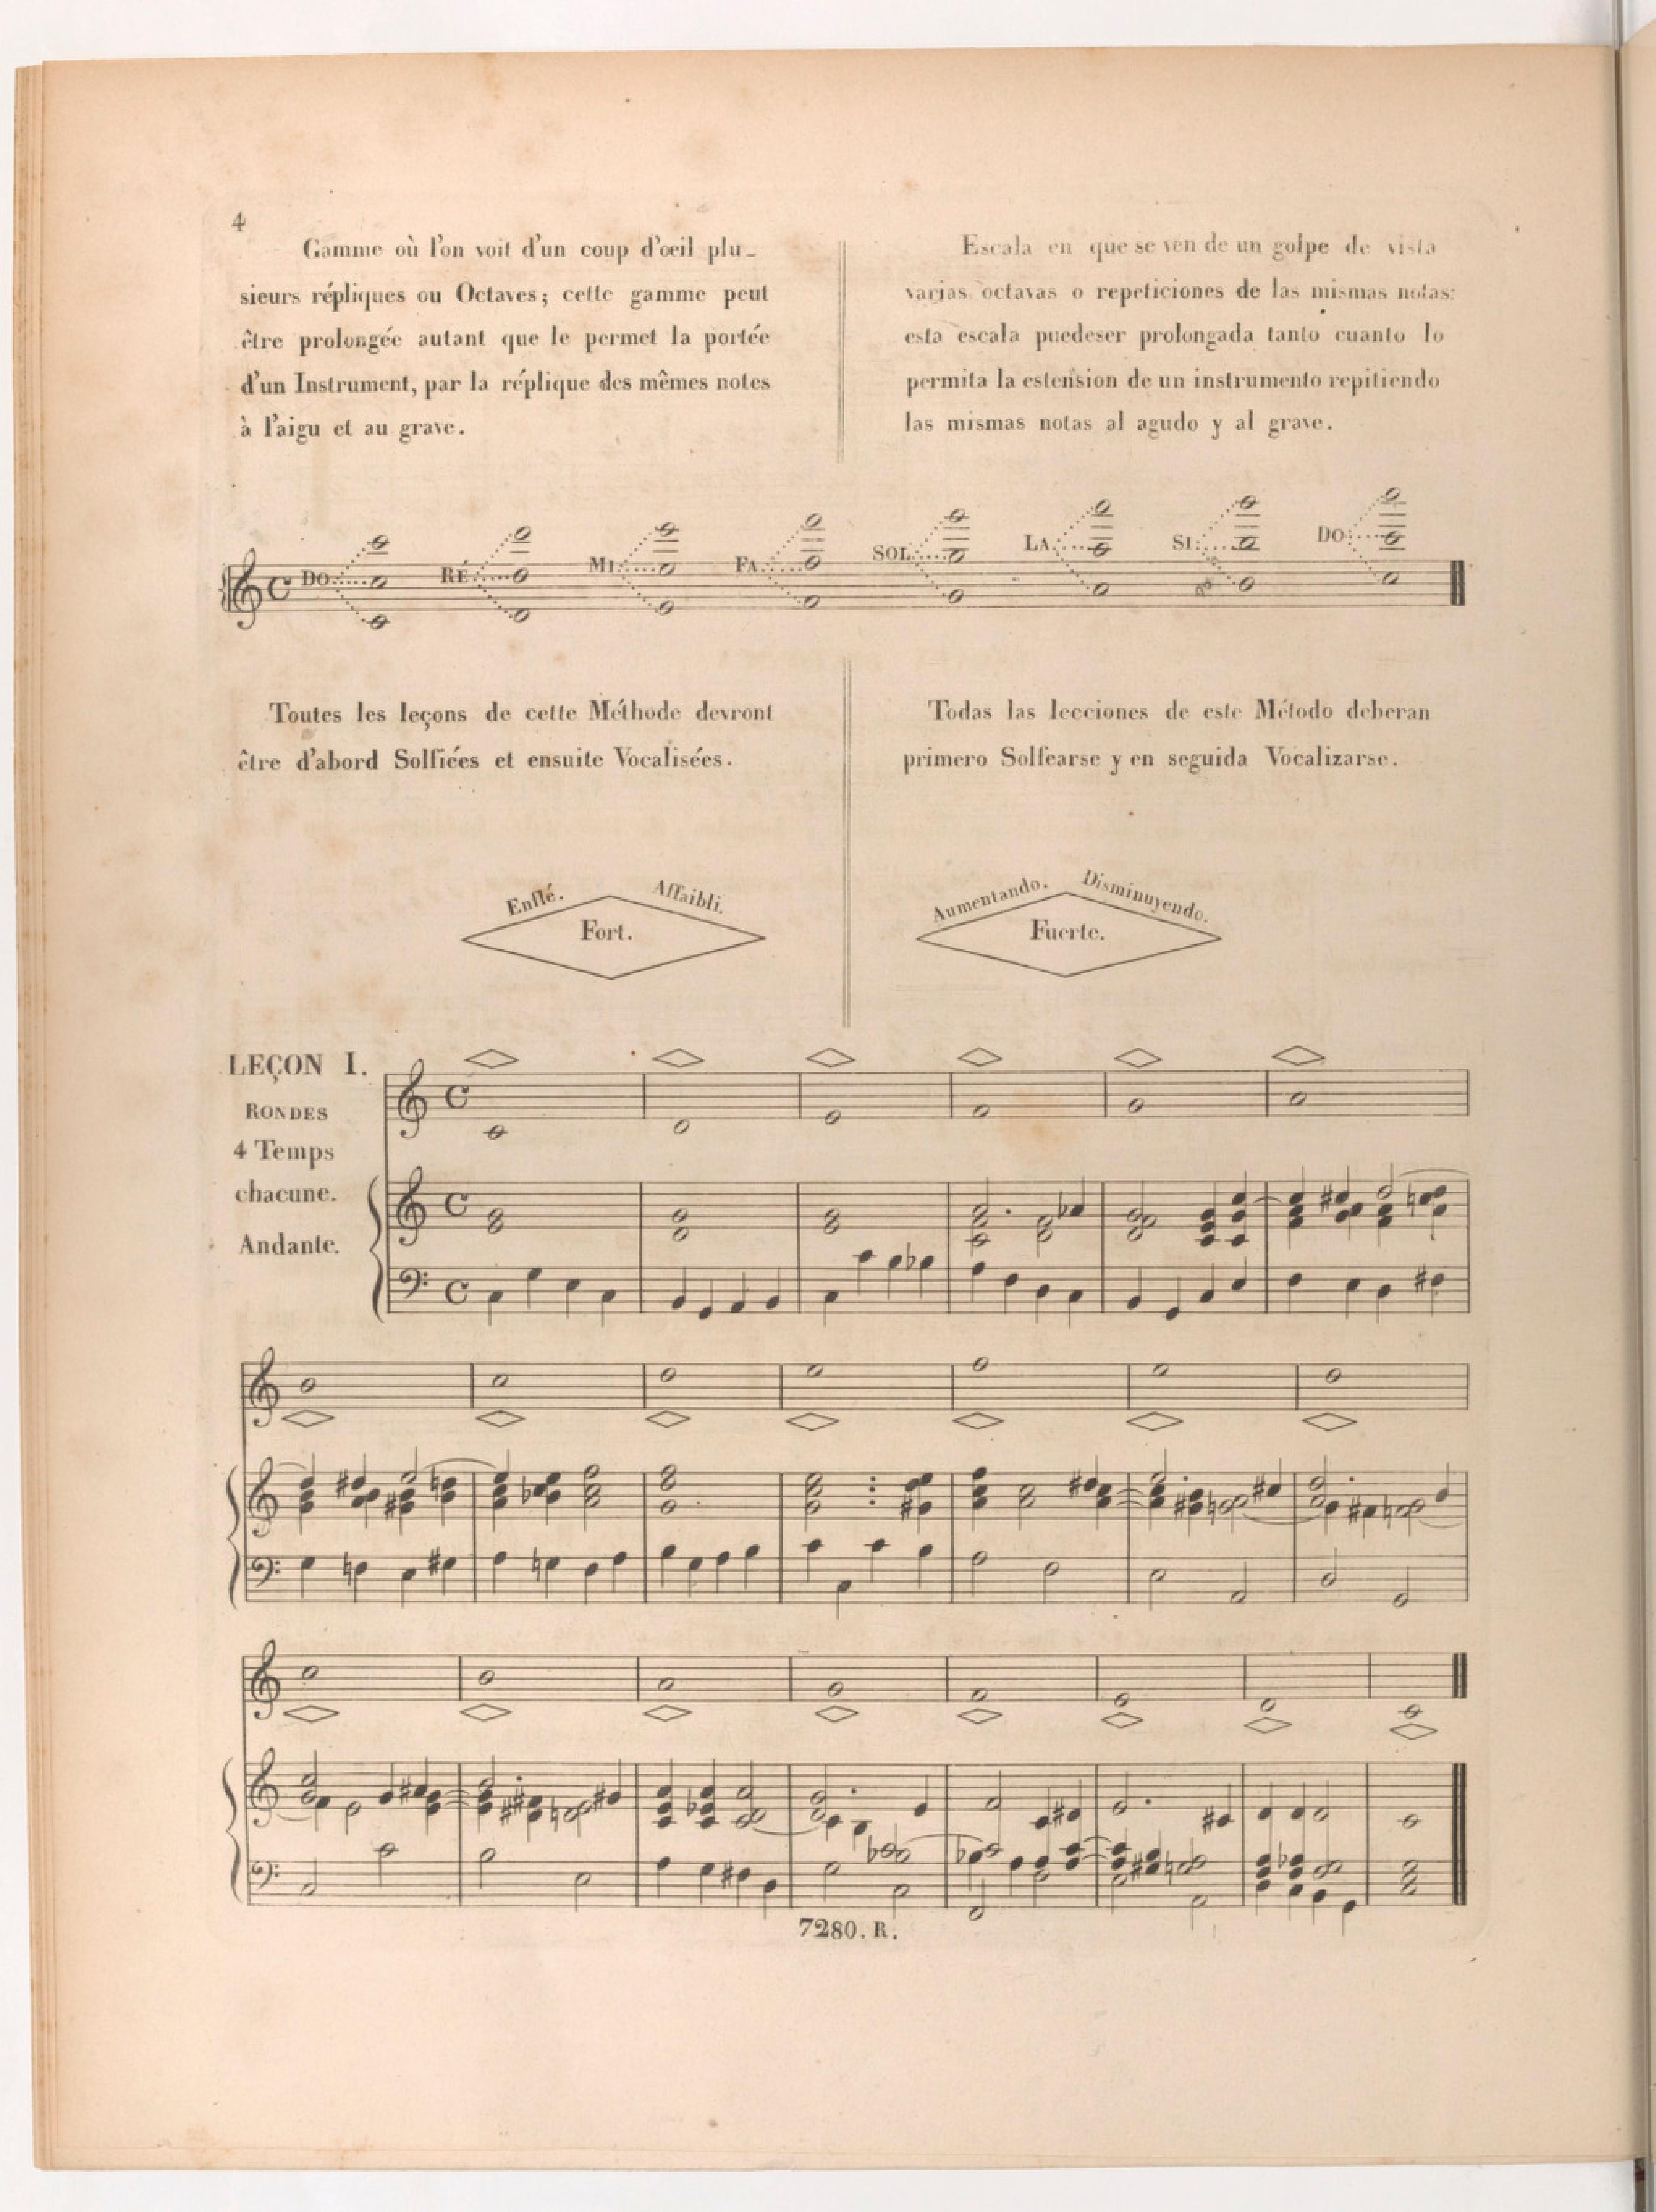 4
Gamme où l'on voit d'un coup d'œil plu-
sieurs répliques ou Octaves; cette gamme peut
être prolongée autant que le permet la portée
d'un Instrument, par la réplique des mêmes notes
à l'aigu et au grave.
Escala en que se ven de un golpe de vista
varias octavas o repeticiones de las mismas notas:
esta escala puedeser prolongada tanto cuanto lo
permita la estension de un instrumento repitiendo
las mismas notas al agudo y al grave.
DO RÉ MI FA SOL LA SI DO
Toutes les leçons de cette Méthode devront
être d'abord Solfiées et ensuite Vocalisées.
Todas las lecciones de este Método deberan
primero Solfearse y en seguida Vocalizarse.
Enflé. Affaibli.
Fort.
Aumentando. Disminuyendo.
Fuerte.
LEÇON I.
RONDES
4 Temps
chacune.
Andante.
7280. R.